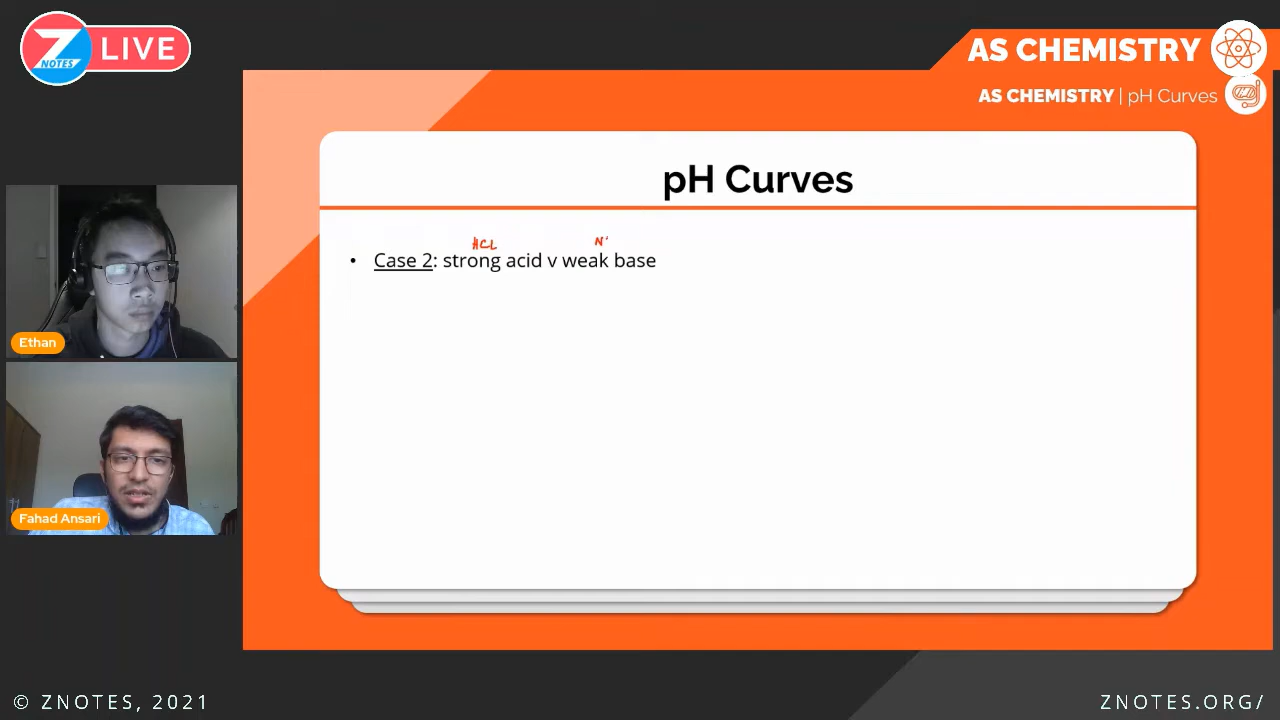 Z NOTES LIVE
AS CHEMISTRY
AS CHEMISTRY | pH Curves
pH Curves
HCL
• Case 2: strong acid v weak base
Ethan
Fahad Ansari
© ZNOTES, 2021
ZNOTES.ORG/